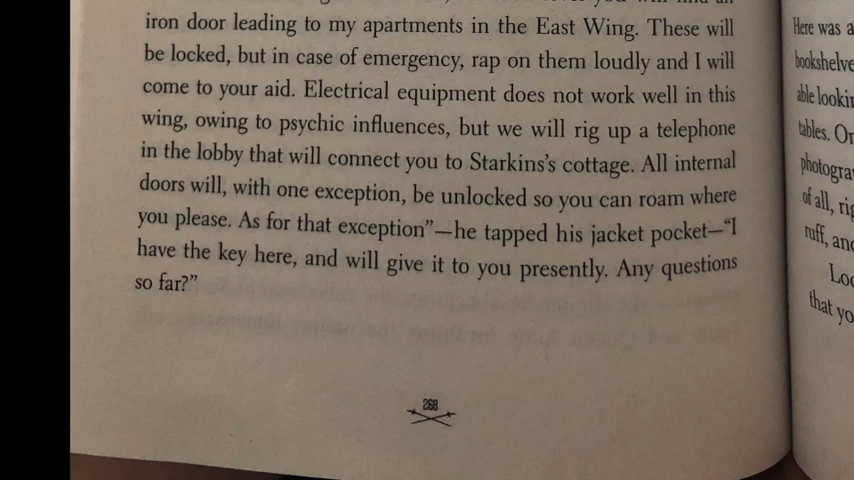 iron door leading to my apartments in the East Wing. These will
be locked, but in case of emergency, rap on them loudly and I will
come to your aid. Electrical equipment does not work well in this
wing, owing to psychic influences, but we will rig up a telephone
in the lobby that will connect you to Starkins's cottage. All internal
doors will, with one exception, be unlocked so you can roam where
you please. As for that exception”—he tapped his jacket pocket—“I
have the key here, and will give it to you presently. Any questions
so far?”
268
Here was a
bookshelve
able lookin
tables. Or
photogra
of all, rig
ruff, and
Loo
that yo